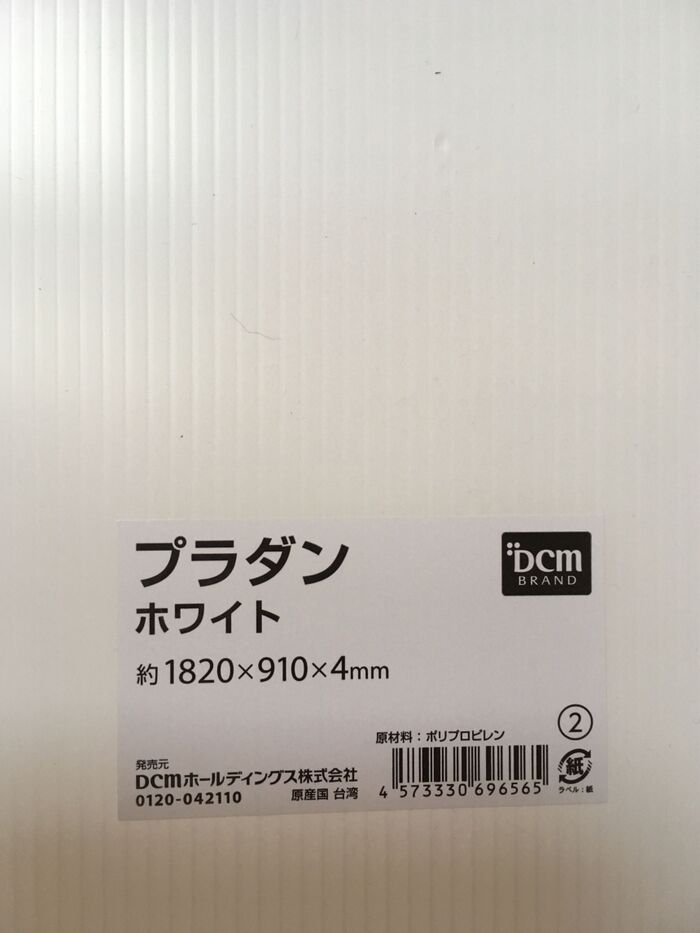 プラダン
ホワイト
約1820×910×4mm
DCM
BRAND
②
原材料：ポリプロピレン
発売元
DCMホールディングス株式会社
0120-042110
原産国 台湾
4 573330 696565
紙
ラベル：紙